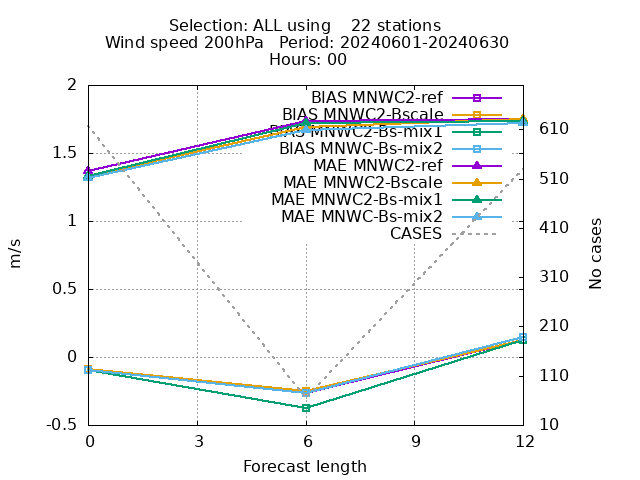 Selection: ALL using    22 stations
Wind speed 200hPa   Period: 20240601-20240630
Hours: 00
2
1.5
1
0.5
0
-0.5
m/s
BIAS MNWC2-ref
BIAS MNWC2-Bscale
BIAS MNWC2-Bs-mix1
BIAS MNWC-Bs-mix2
MAE MNWC2-ref
MAE MNWC2-Bscale
MAE MNWC2-Bs-mix1
MAE MNWC-Bs-mix2
CASES
610
510
410
310
210
110
10
No cases
0 3 6 9 12
Forecast length